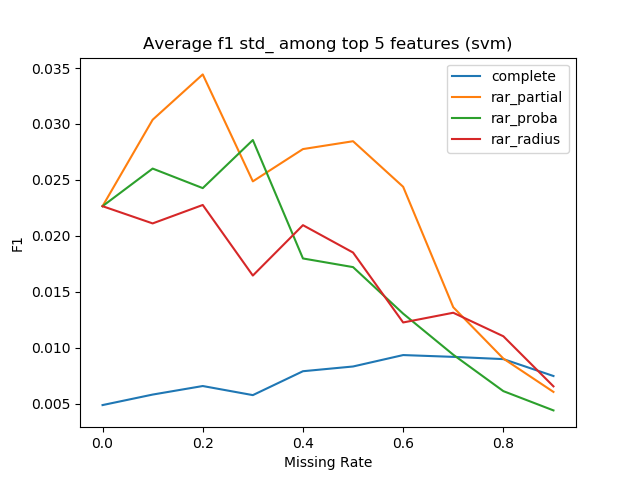 Average f1 std_ among top 5 features (svm)
0.035
0.030
0.025
0.020
0.015
0.010
0.005
F1
complete
rar_partial
rar_proba
rar_radius
0.0 0.2 0.4 0.6 0.8
Missing Rate